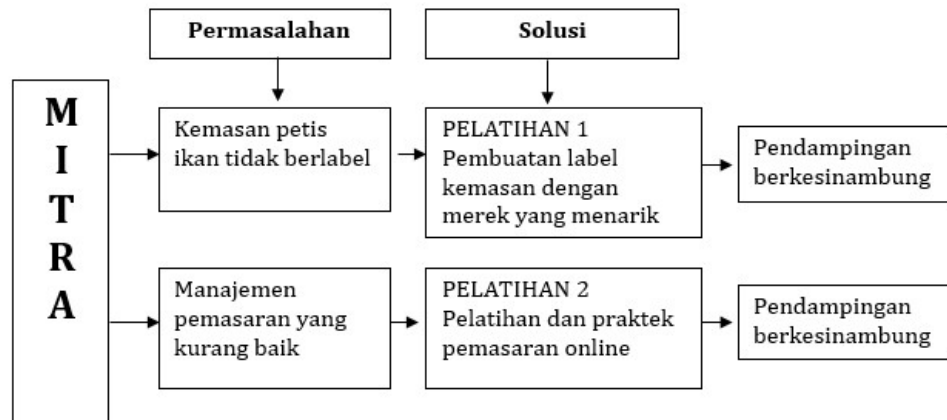 Permasalahan
Solusi
M
I
T
R
A
Kemasan petis
ikan tidak berlabel
PELATIHAN 1
Pembuatan label
kemasan dengan
merek yang menarik
Pendampingan
berkesinambung
Manajemen
pemasaran yang
kurang baik
PELATIHAN 2
Pelatihan dan praktek
pemasaran online
Pendampingan
berkesinambung